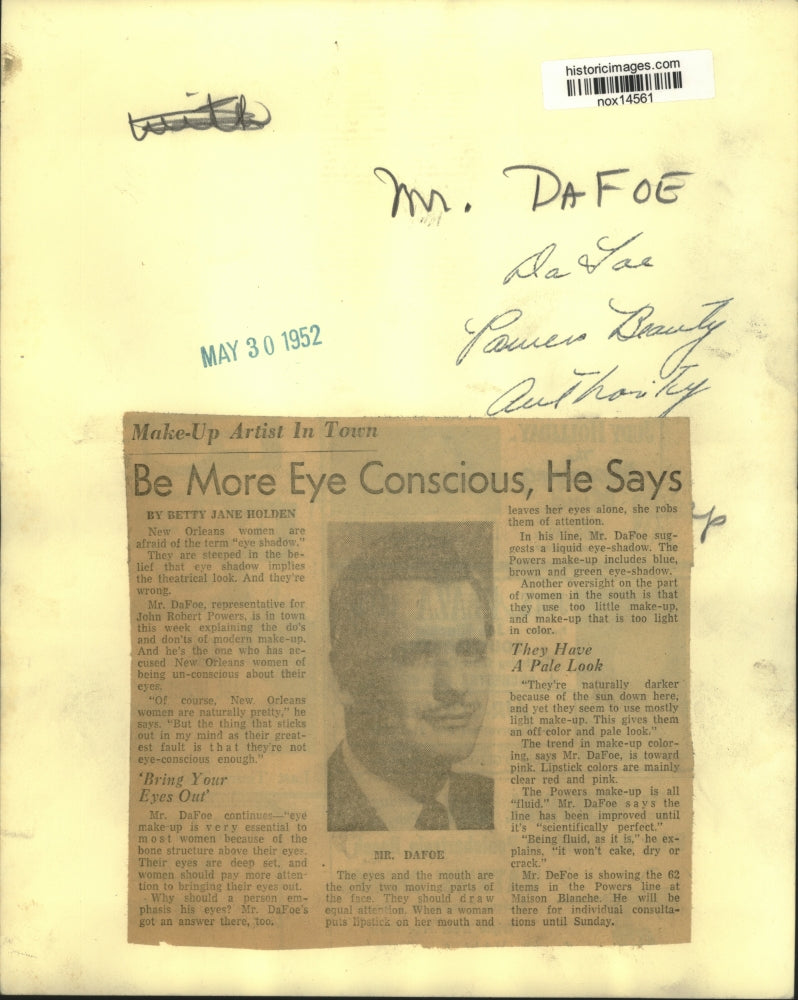 historicimages.com
nox14561
with
Mr. DAFOE
Da Foe
Powers Beauty
Authority
MAY 30 1952
Make-Up Artist In Town
Be More Eye Conscious, He Says
BY BETTY JANE HOLDEN
New Orleans women are
afraid of the term "eye shadow."
They are steeped in the be-
lief that eye shadow implies
the theatrical look. And they're
wrong.
Mr. DaFoe, representative for
John Robert Powers, is in town
this week explaining the do's
and don'ts of modern make-up.
And he's the one who has ac-
cused New Orleans women of
being un-conscious about their
eyes.
"Of course, New Orleans
women are naturally pretty," he
says. "But the thing that sticks
out in my mind as their great-
est fault is that they're not
eye-conscious enough."
'Bring Your
Eyes Out'
Mr. DaFoe continues—"eye
make-up is very essential to
most women because of the
bone structure above their eyes.
Their eyes are deep set, and
women should pay more atten-
tion to bringing their eyes out.
Why should a person em-
phasis his eyes? Mr. DaFoe's
got an answer there, too.
MR. DAFOE
The eyes and the mouth are
the only two moving parts of
the face. They should draw
equal attention. When a woman
puts lipstick on her mouth and
leaves her eyes alone, she robs
them of attention.
In his line, Mr. DaFoe sug-
gests a liquid eye-shadow. The
Powers make-up includes blue,
brown and green eye-shadow.
Another oversight on the part
of women in the south is that
they use too little make-up,
and make-up that is too light
in color.
They Have
A Pale Look
"They're naturally darker
because of the sun down here,
and yet they seem to use mostly
light make-up. This gives them
an off-color and pale look."
The trend in make-up color-
ing, says Mr. DaFoe, is toward
pink. Lipstick colors are mainly
clear red and pink.
The Powers make-up is all
"fluid." Mr. DaFoe says the
line has been improved until
it's "scientifically perfect."
"Being fluid, as it is," he ex-
plains, "it won't cake, dry or
crack."
Mr. DeFoe is showing the 62
items in the Powers line at
Maison Blanche. He will be
there for individual consulta-
tions until Sunday.